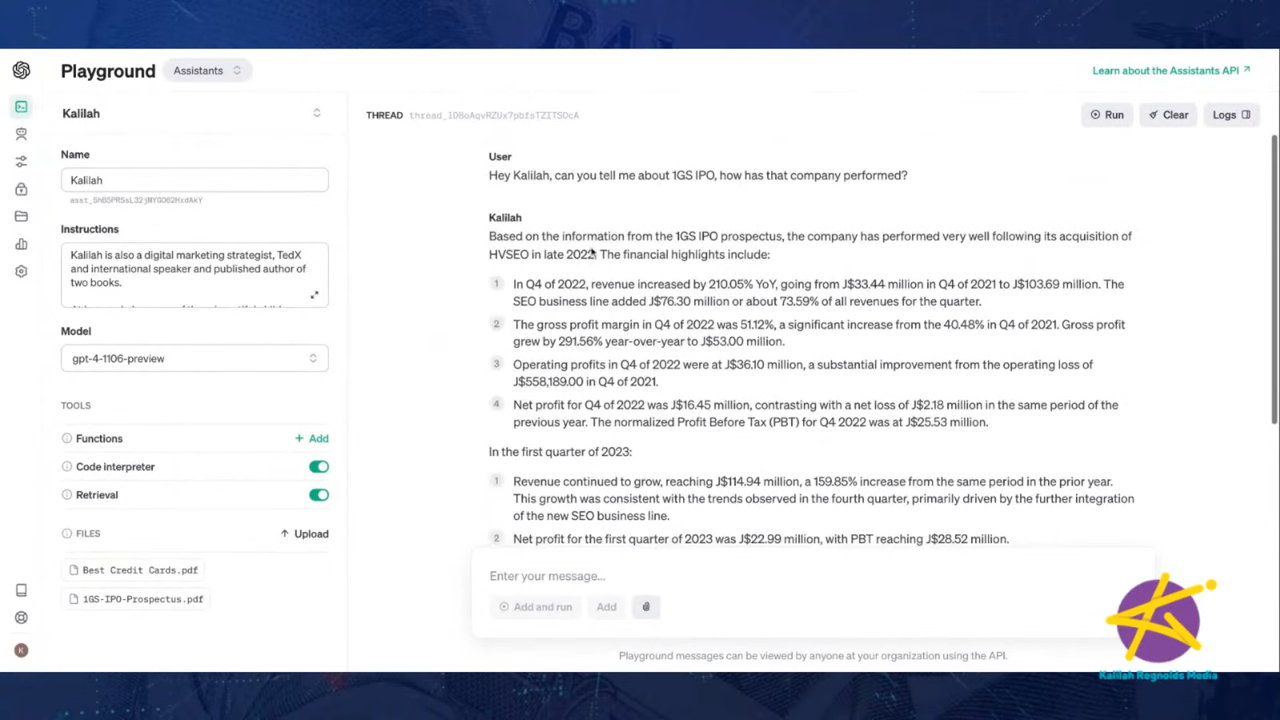 Playground
Assistants
Learn about the Assistants API
Kalilah
THREAD thread_1D8oAqvRZUx7pbfsTZITSOcA
Run
Clear
Logs
Name
Kalilah
Instructions
Kalilah is also a digital marketing strategist, TedX
and international speaker and published author of
two books.
Model
gpt-4-1106-preview
TOOLS
Functions
+ Add
Code interpreter
Retrieval
FILES
Upload
Best Credit Cards.pdf
1GS-IPO-Prospectus.pdf
K
User
Hey Kalilah, can you tell me about 1GS IPO, how has that company performed?
Kalilah
Based on the information from the 1GS IPO prospectus, the company has performed very well following its acquisition of
HVSEO in late 2022. The financial highlights include:
1 In Q4 of 2022, revenue increased by 210.05% YoY, going from J$33.44 million in Q4 of 2021 to J$103.69 million. The
SEO business line added J$76.30 million or about 73.59% of all revenues for the quarter.
2 The gross profit margin in Q4 of 2022 was 51.12%, a significant increase from the 40.48% in Q4 of 2021. Gross profit
grew by 291.56% year-over-year to J$53.00 million.
3 Operating profits in Q4 of 2022 were at J$36.10 million, a substantial improvement from the operating loss of
J$558,189.00 in Q4 of 2021.
4 Net profit for Q4 of 2022 was J$16.45 million, contrasting with a net loss of J$2.18 million in the same period of the
previous year. The normalized Profit Before Tax (PBT) for Q4 2022 was at J$25.53 million.
In the first quarter of 2023:
1 Revenue continued to grow, reaching J$114.94 million, a 159.85% increase from the same period in the prior year.
This growth was consistent with the trends observed in the fourth quarter, primarily driven by the further integration
of the new SEO business line.
2 Net profit for the first quarter of 2023 was J$22.99 million, with PBT reaching J$28.52 million.
Enter your message...
Add and run
Add
Playground messages can be viewed by anyone at your organization using the API.
Kalilah Reynolds Media